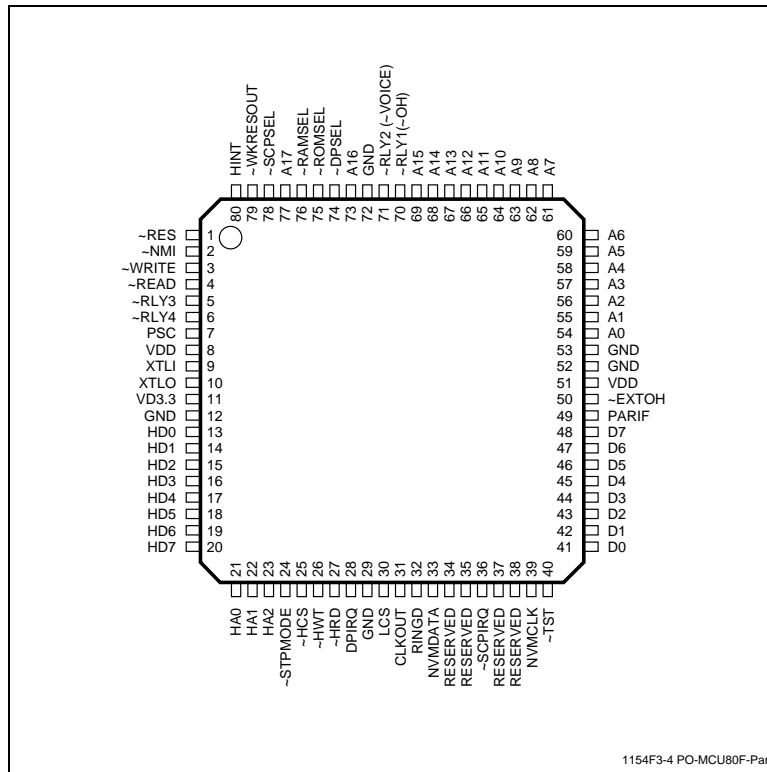 HINT
~WKRESOUT
~SCPSEL
A17
~RAMSEL
~ROMSEL
~DPSEL
A16
GND
~RLY2 (~VOICE)
~RLY1(~OH)
A15
A14
A13
A12
A11
A10
A9
A8
A7
80
79
78
77
76
75
74
73
72
71
70
69
68
67
66
65
64
63
62
61
~RES 1
~NMI 2
~WRITE 3
~READ 4
~RLY3 5
~RLY4 6
PSC 7
VDD 8
XTLI 9
XTLO 10
VD3.3 11
GND 12
HD0 13
HD1 14
HD2 15
HD3 16
HD4 17
HD5 18
HD6 19
HD7 20
60 A6
59 A5
58 A4
57 A3
56 A2
55 A1
54 A0
53 GND
52 GND
51 VDD
50 ~EXTOH
49 PARIF
48 D7
47 D6
46 D5
45 D4
44 D3
43 D2
42 D1
41 D0
21
22
23
24
25
26
27
28
29
30
31
32
33
34
35
36
37
38
39
40
HA0
HA1
HA2
~STPMODE
~HCS
~HWT
~HRD
DPIRQ
GND
LCS
CLKOUT
RINGD
NVMDATA
RESERVED
RESERVED
~SCPIRQ
RESERVED
RESERVED
NVMCLK
~TST
1154F3-4 PO-MCU80F-Par